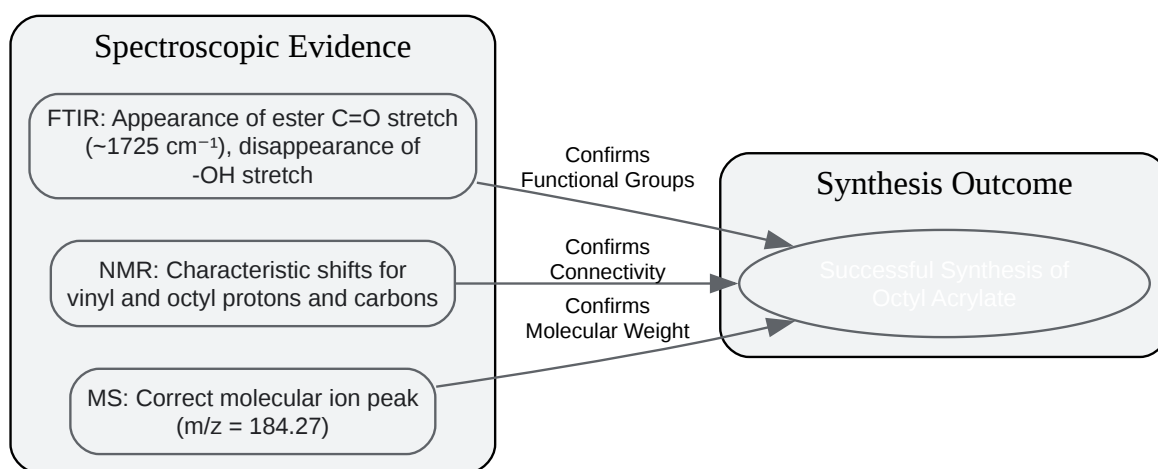 Spectroscopic Evidence
FTIR: Appearance of ester C=O stretch
(~1725 cm⁻¹), disappearance of
-OH stretch
NMR: Characteristic shifts for
vinyl and octyl protons and carbons
MS: Correct molecular ion peak
(m/z = 184.27)
Confirms
Functional Groups
Confirms
Connectivity
Confirms
Molecular Weight
Synthesis Outcome
Successful Synthesis of
Octyl Acrylate